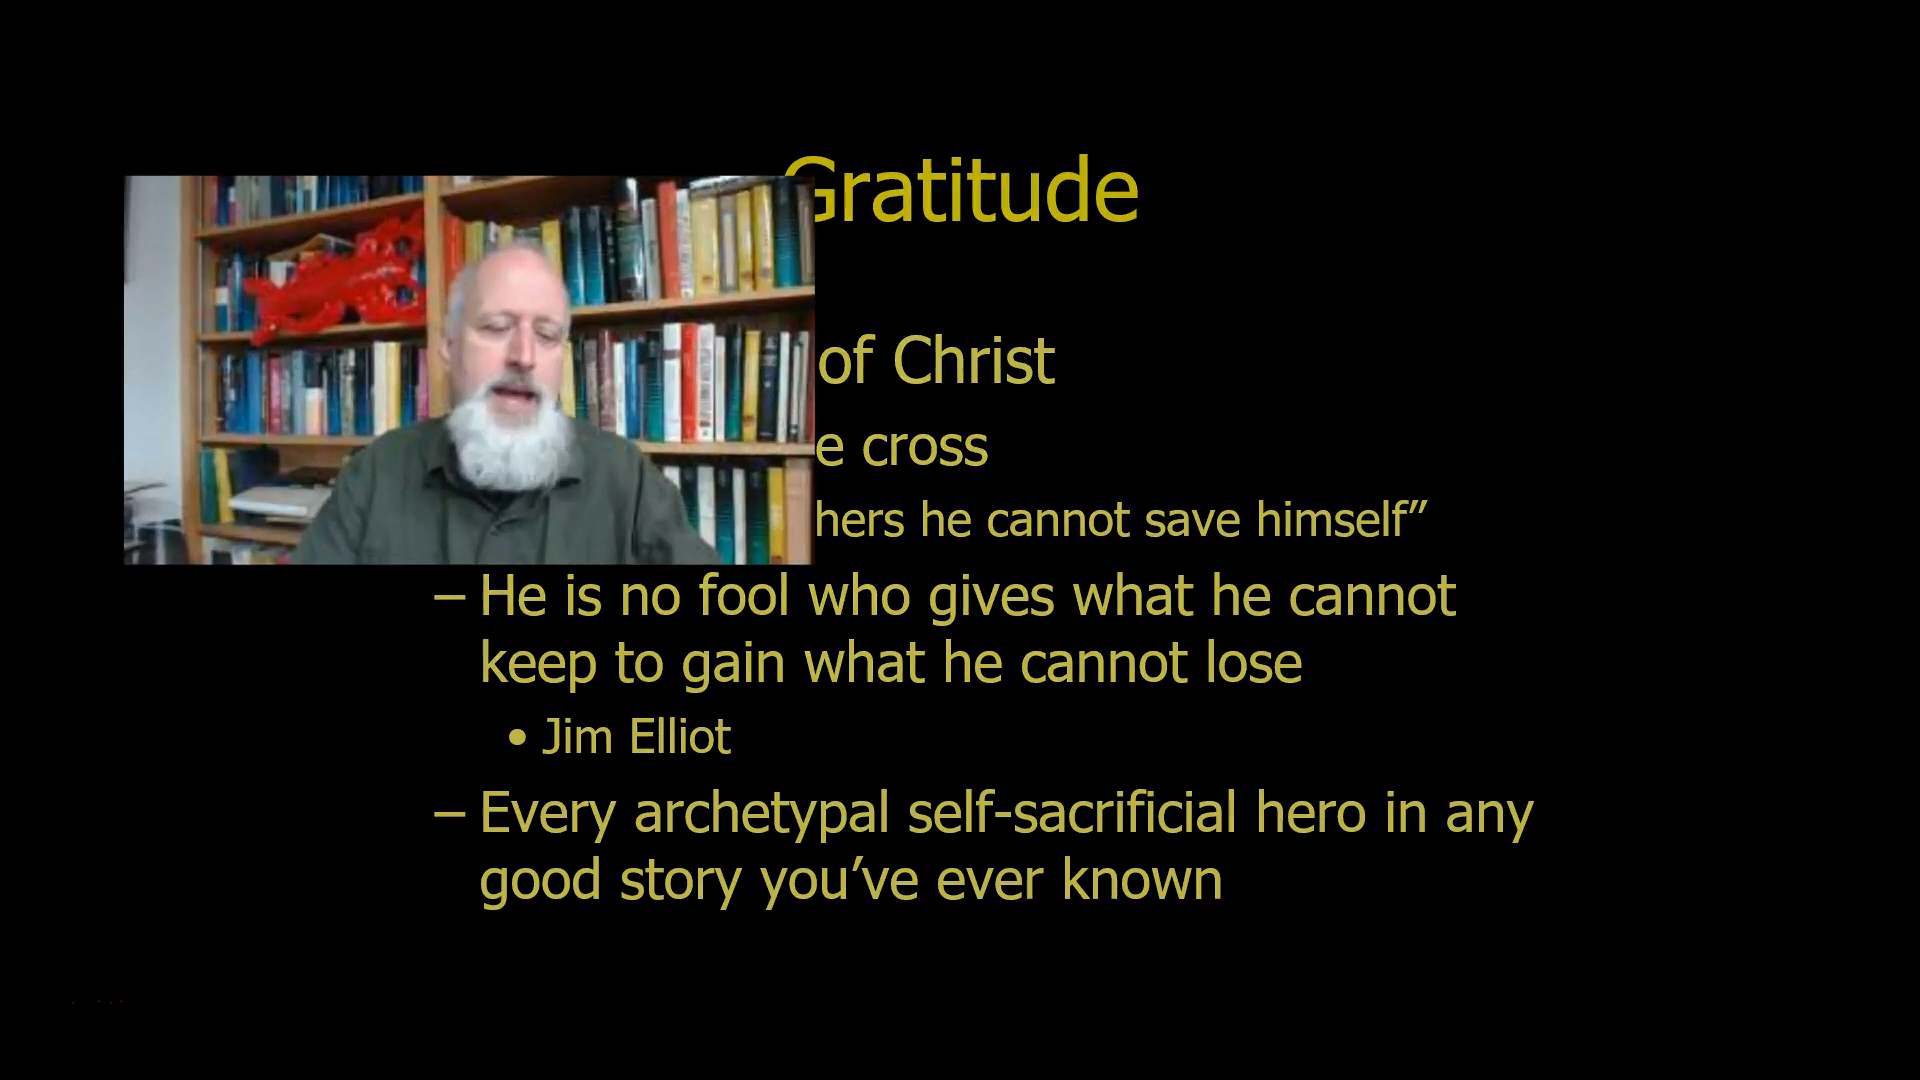 Gratitude
of Christ
cross
he cannot save himself”
– He is no fool who gives what he cannot
keep to gain what he cannot lose
• Jim Elliot
– Every archetypal self-sacrificial hero in any
good story you’ve ever known